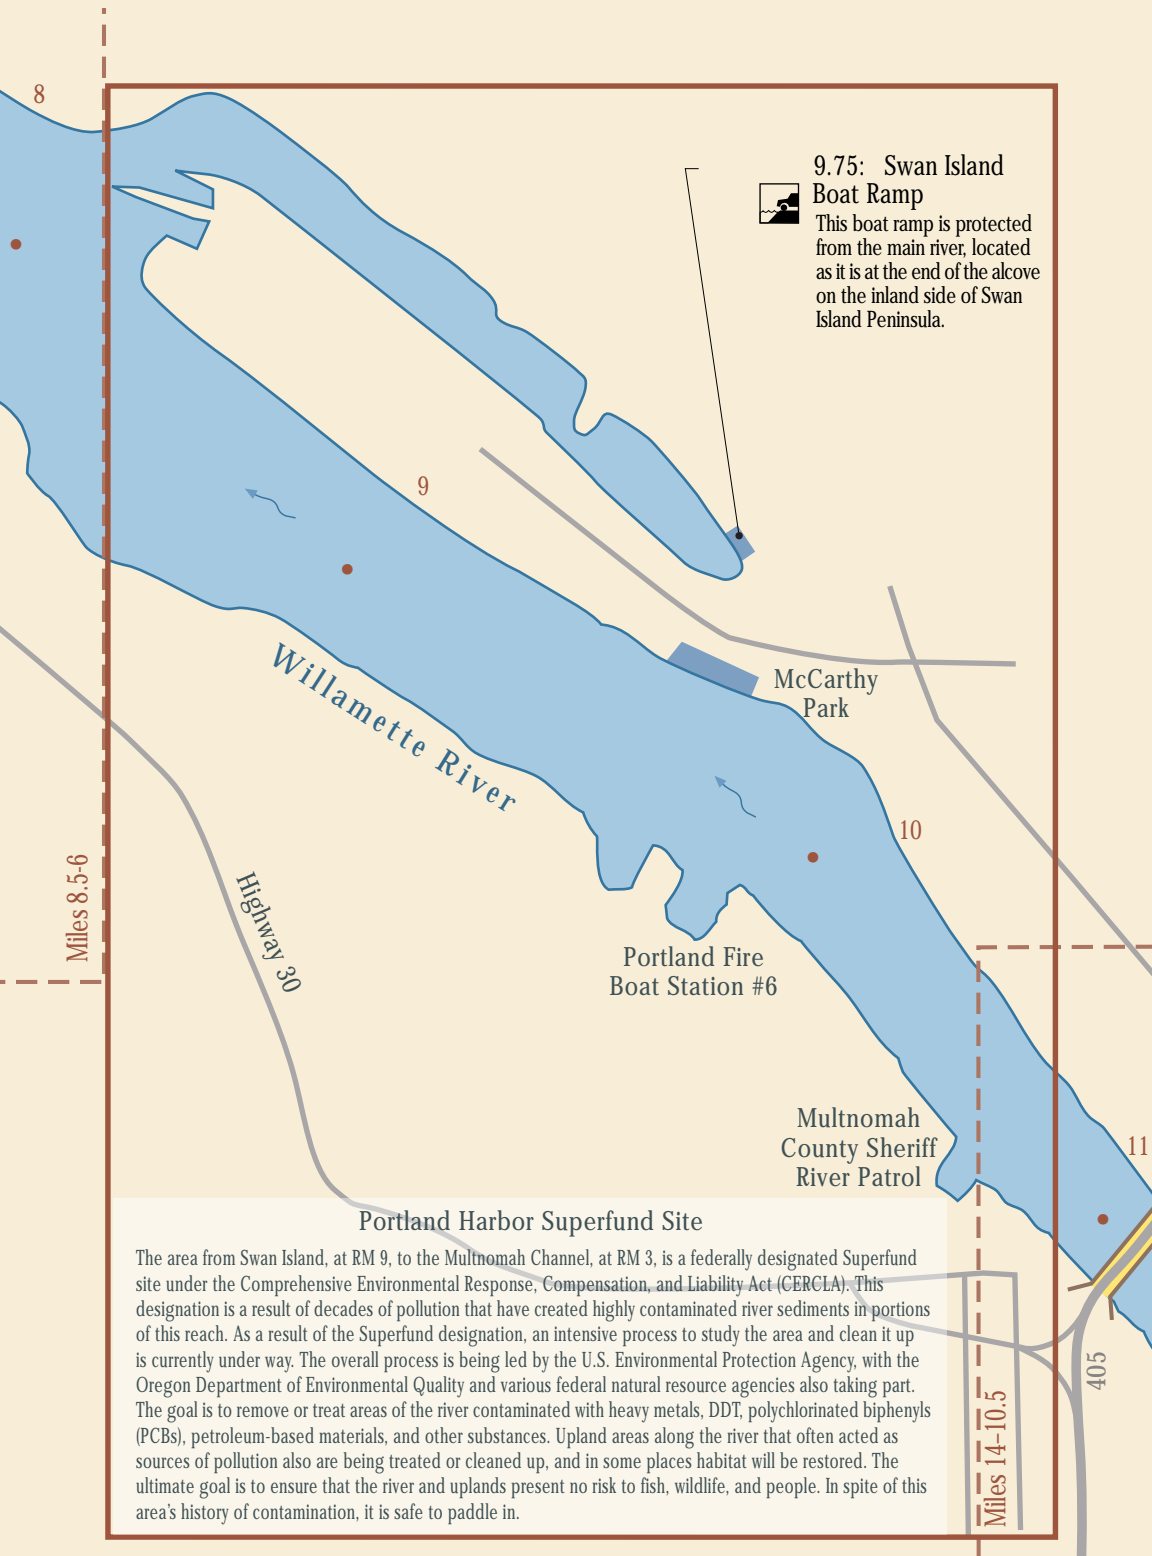 8
9.75: Swan Island
Boat Ramp
This boat ramp is protected
from the main river, located
as it is at the end of the alcove
on the inland side of Swan
Island Peninsula.
9
McCarthy
Park
Willamette River
10
Miles 8.5-6
Highway 30
Portland Fire
Boat Station #6
Multnomah
County Sheriff
River Patrol
11
Portland Harbor Superfund Site
The area from Swan Island, at RM 9, to the Multnomah Channel, at RM 3, is a federally designated Superfund
site under the Comprehensive Environmental Response, Compensation, and Liability Act (CERCLA). This
designation is a result of decades of pollution that have created highly contaminated river sediments in portions
of this reach. As a result of the Superfund designation, an intensive process to study the area and clean it up
is currently under way. The overall process is being led by the U.S. Environmental Protection Agency, with the
Oregon Department of Environmental Quality and various federal natural resource agencies also taking part.
The goal is to remove or treat areas of the river contaminated with heavy metals, DDT, polychlorinated biphenyls
(PCBs), petroleum-based materials, and other substances. Upland areas along the river that often acted as
sources of pollution also are being treated or cleaned up, and in some places habitat will be restored. The
ultimate goal is to ensure that the river and uplands present no risk to fish, wildlife, and people. In spite of this
area's history of contamination, it is safe to paddle in.
405
Miles 14–10.5